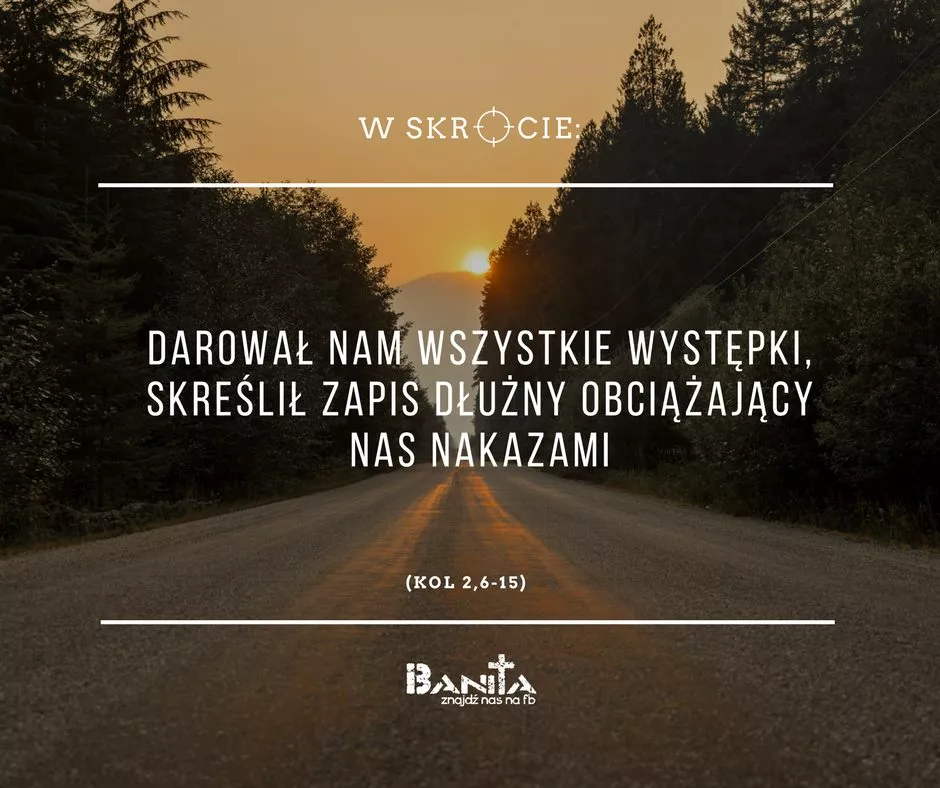 W SKRÓCIE:
DAROWAŁ NAM WSZYSTKIE WYSTĘPKI,
SKREŚLIŁ ZAPIS DŁUŻNY OBCIĄŻAJĄCY
NAS NAKAZAMI
(KOL 2,6-15)
BANITA
znajdź nas na fb